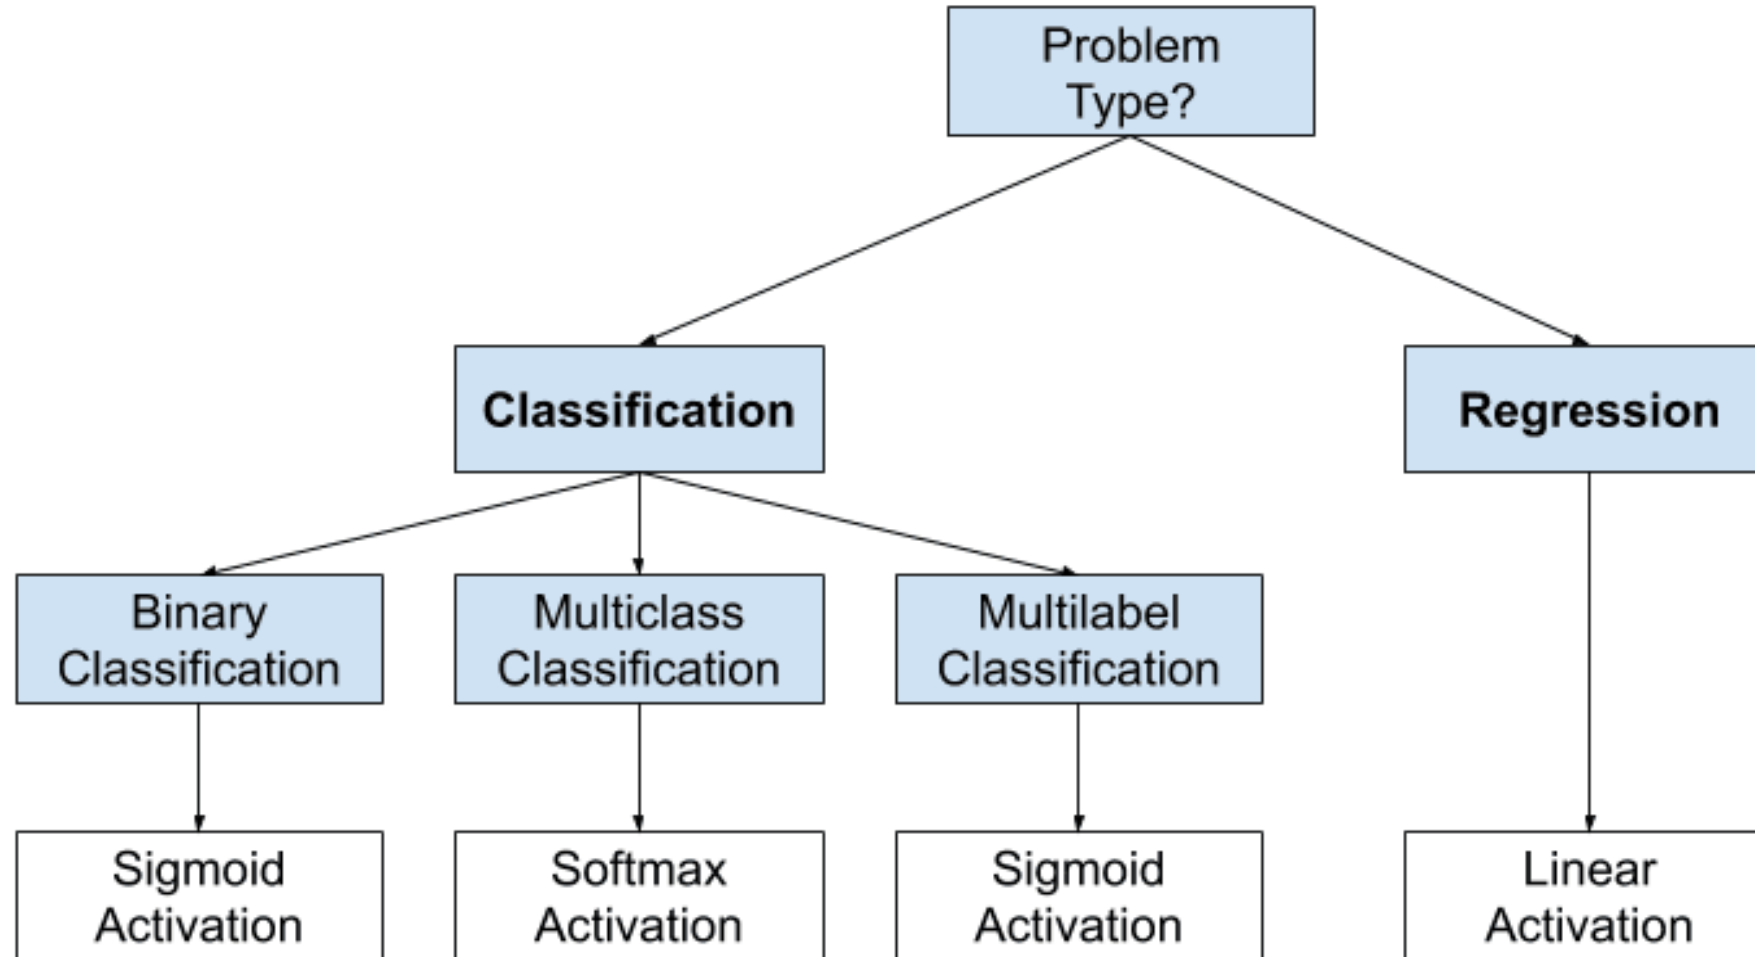 Problem
Type?
Classification
Regression
Binary
Classification
Multiclass
Classification
Multilabel
Classification
Sigmoid
Activation
Softmax
Activation
Sigmoid
Activation
Linear
Activation